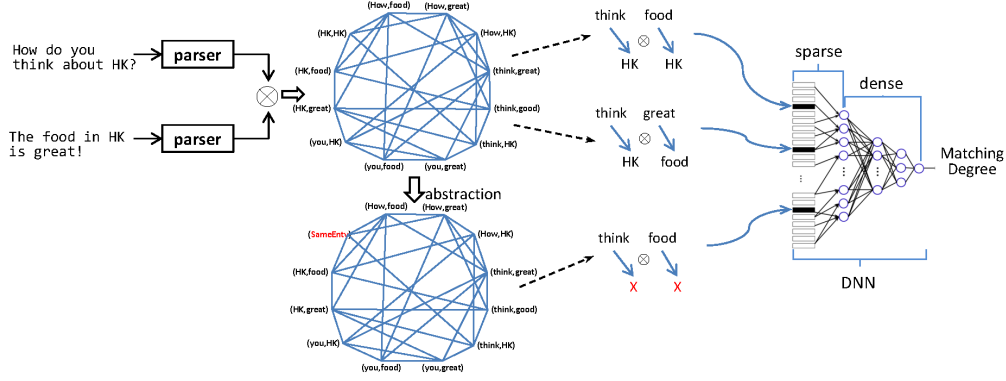 How do you
think about HK?
parser
The food in HK
is great!
parser
(How,food)
(How,great)
(HK,HK)
(How,HK)
(HK,food)
(think,great)
(HK,great)
(think,good)
(you,HK)
(think,HK)
(you,food)
(you,great)
abstraction
(How,food)
(How,great)
(SameEnty)
(How,HK)
(HK,food)
(think,great)
(HK,great)
(think,good)
(you,HK)
(think,HK)
(you,food)
(you,great)
think food
HK HK
think great
HK food
think food
X X
sparse
dense
Matching
Degree
DNN